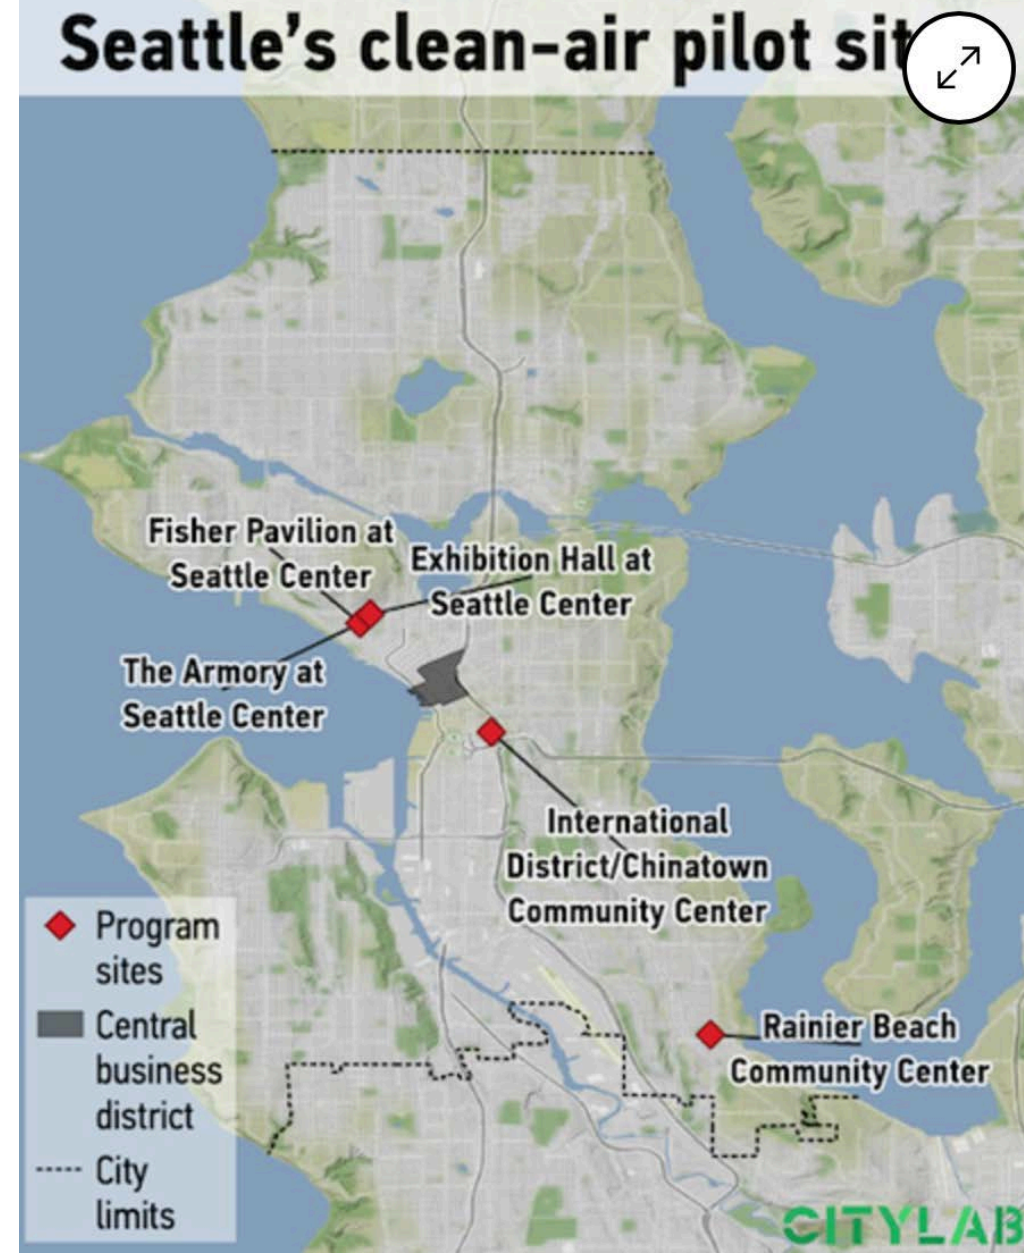 Seattle's clean-air pilot sit
Fisher Pavilion at
Seattle Center
Exhibition Hall at
Seattle Center
The Armory at
Seattle Center
International
District/Chinatown
Community Center
Rainier Beach
Community Center
Program
sites
Central
business
district
City
limits
CITYLAB